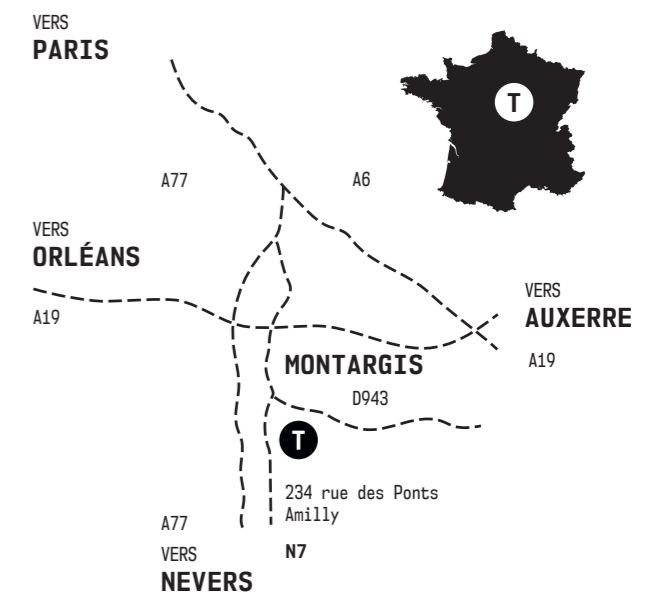 VERS
PARIS
T
A77
A6
VERS
ORLÉANS
A19
VERS
AUXERRE
A19
MONTARGIS
D943
T
234 rue des Ponts
Amilly
A77
N7
VERS
NEVERS